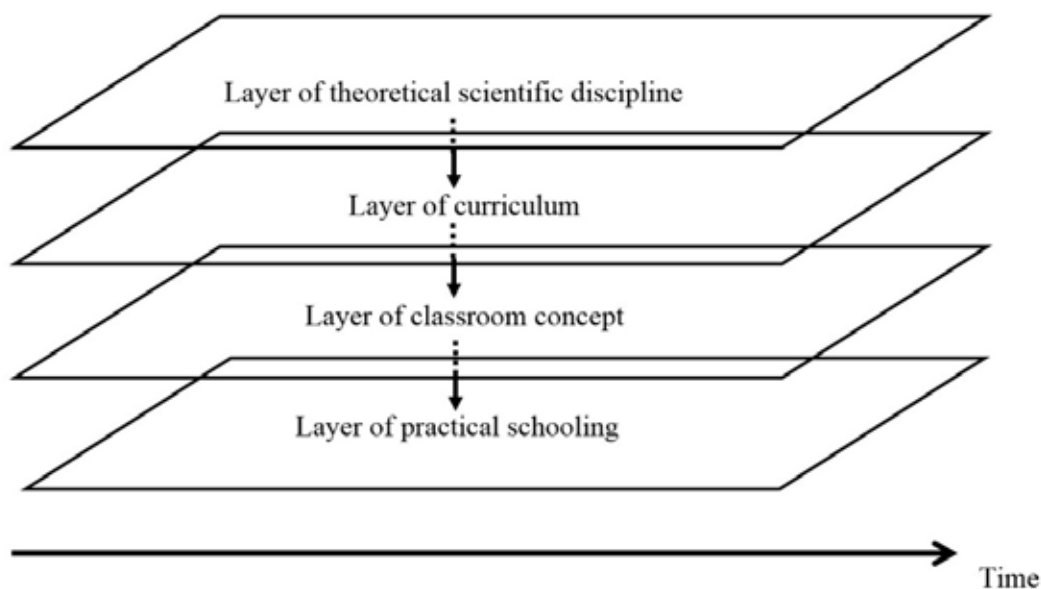 Layer of theoretical scientific discipline
Layer of curriculum
Layer of classroom concept
Layer of practical schooling
Time